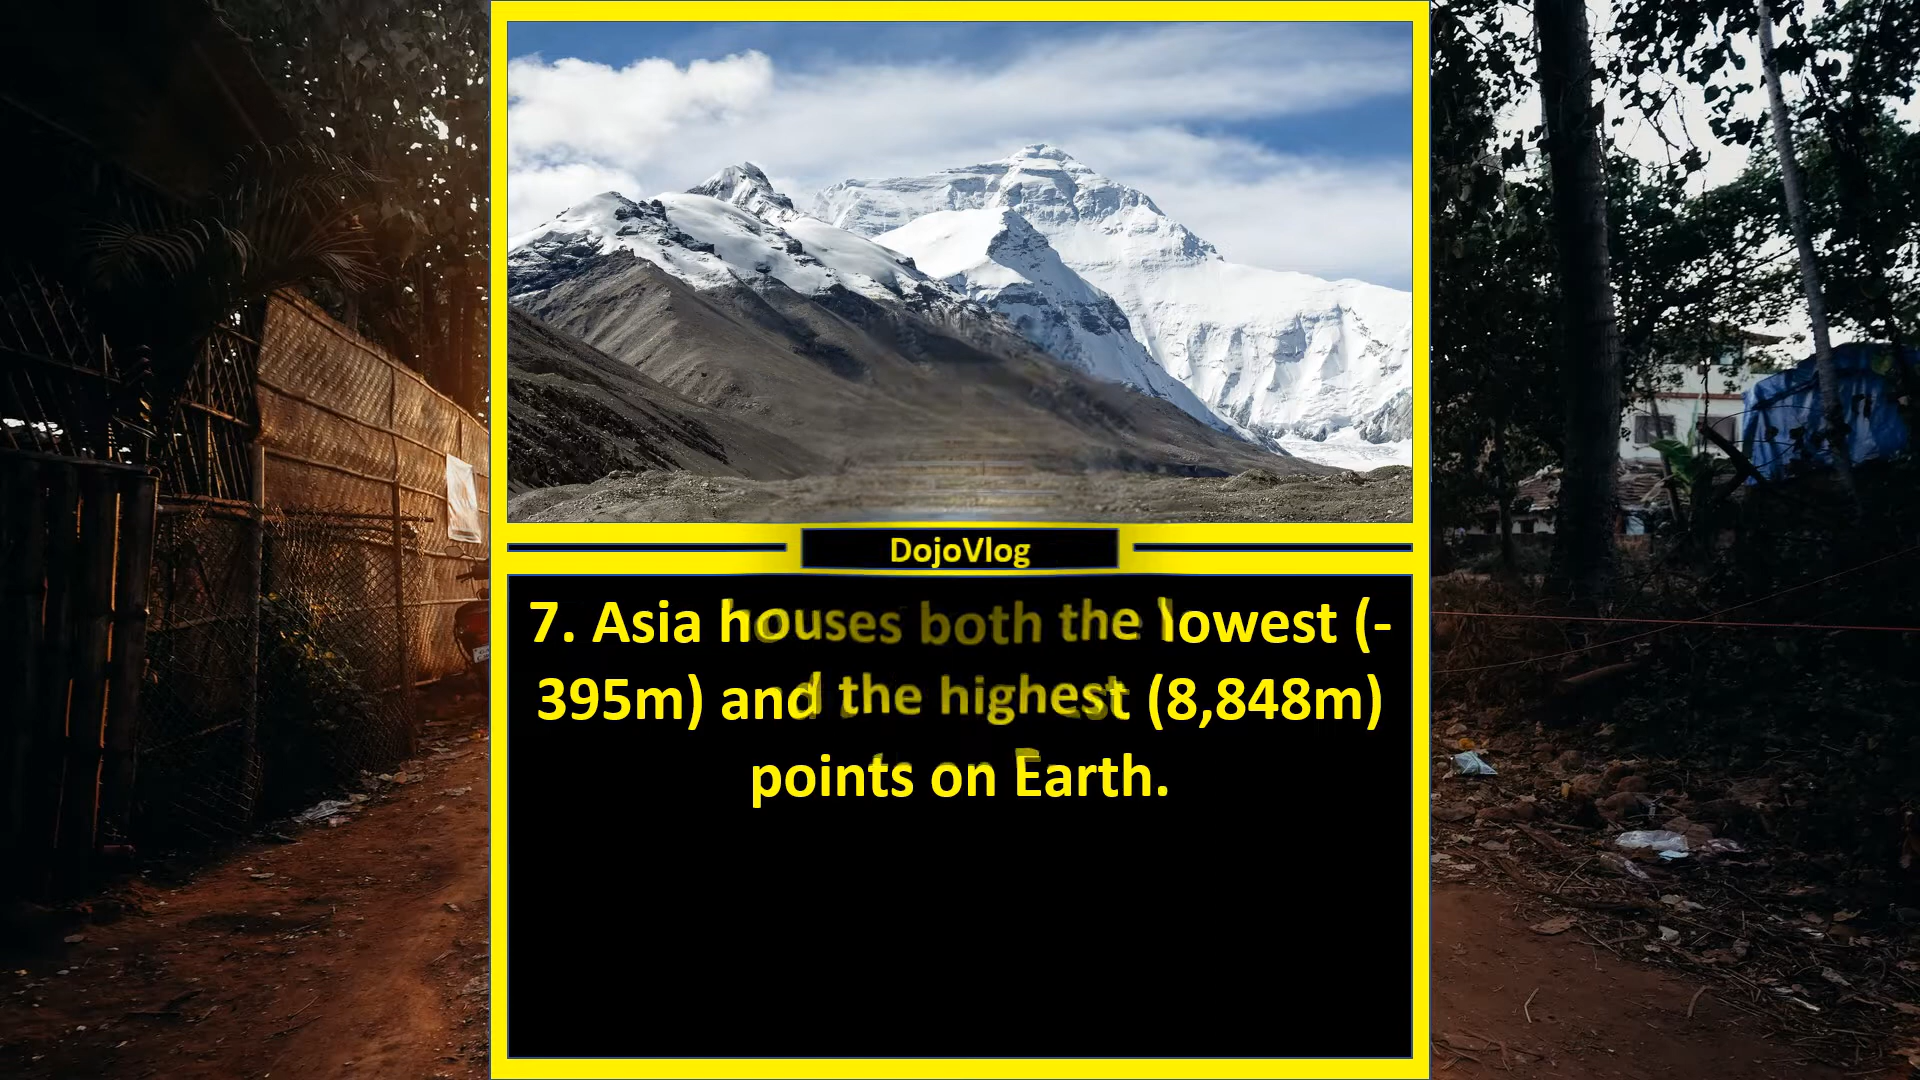 DojoVlog
7. Asia houses both the lowest (-
395m) and the highest (8,848m)
points on Earth.